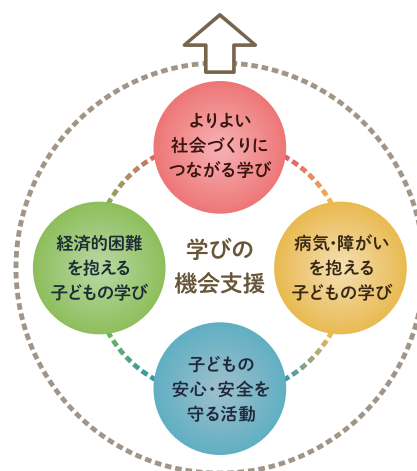 よりよい
社会づくりに
つながる学び
経済的困難
を抱える
子どもの学び
学びの
機会支援
病気・障がい
を抱える
子どもの学び
子どもの
安心・安全を
守る活動